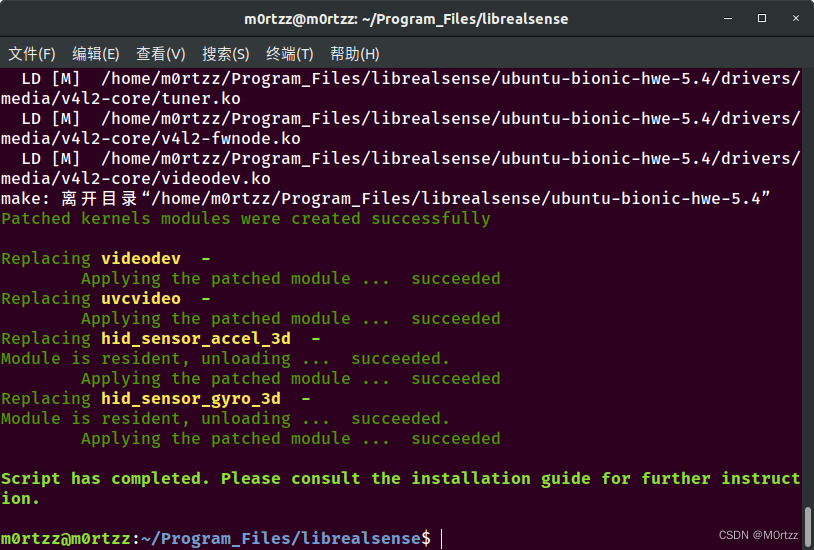 m0rtzz@m0rtzz: ~/Program_Files/librealsense
文件(F) 编辑(E) 查看(V) 搜索(S) 终端(T) 帮助(H)
LD [M]  /home/m0rtzz/Program_Files/librealsense/ubuntu-bionic-hwe-5.4/drivers/
media/v4l2-core/tuner.ko
LD [M]  /home/m0rtzz/Program_Files/librealsense/ubuntu-bionic-hwe-5.4/drivers/
media/v4l2-core/v4l2-fwnode.ko
LD [M]  /home/m0rtzz/Program_Files/librealsense/ubuntu-bionic-hwe-5.4/drivers/
media/v4l2-core/videodev.ko
make: 离开目录“/home/m0rtzz/Program_Files/librealsense/ubuntu-bionic-hwe-5.4”
Patched kernels modules were created successfully
Replacing videodev  -
Applying the patched module ...  succeeded
Replacing uvcvideo  -
Applying the patched module ...  succeeded
Replacing hid_sensor_accel_3d  -
Module is resident, unloading ...  succeeded.
Applying the patched module ...  succeeded
Replacing hid_sensor_gyro_3d  -
Module is resident, unloading ...  succeeded.
Applying the patched module ...  succeeded
Script has completed. Please consult the installation guide for further instruct
ion.
m0rtzz@m0rtzz:~/Program_Files/librealsense$
CSDN @M0rtzz